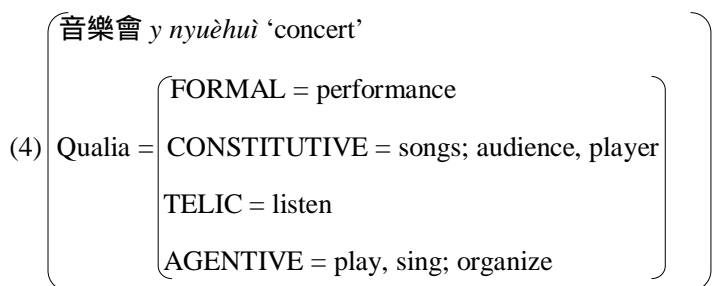 音樂會 y nyuèhuì ‘concert’
FORMAL = performance
(4) Qualia = CONSTITUTIVE = songs; audience, player
TELIC = listen
AGENTIVE = play, sing; organize